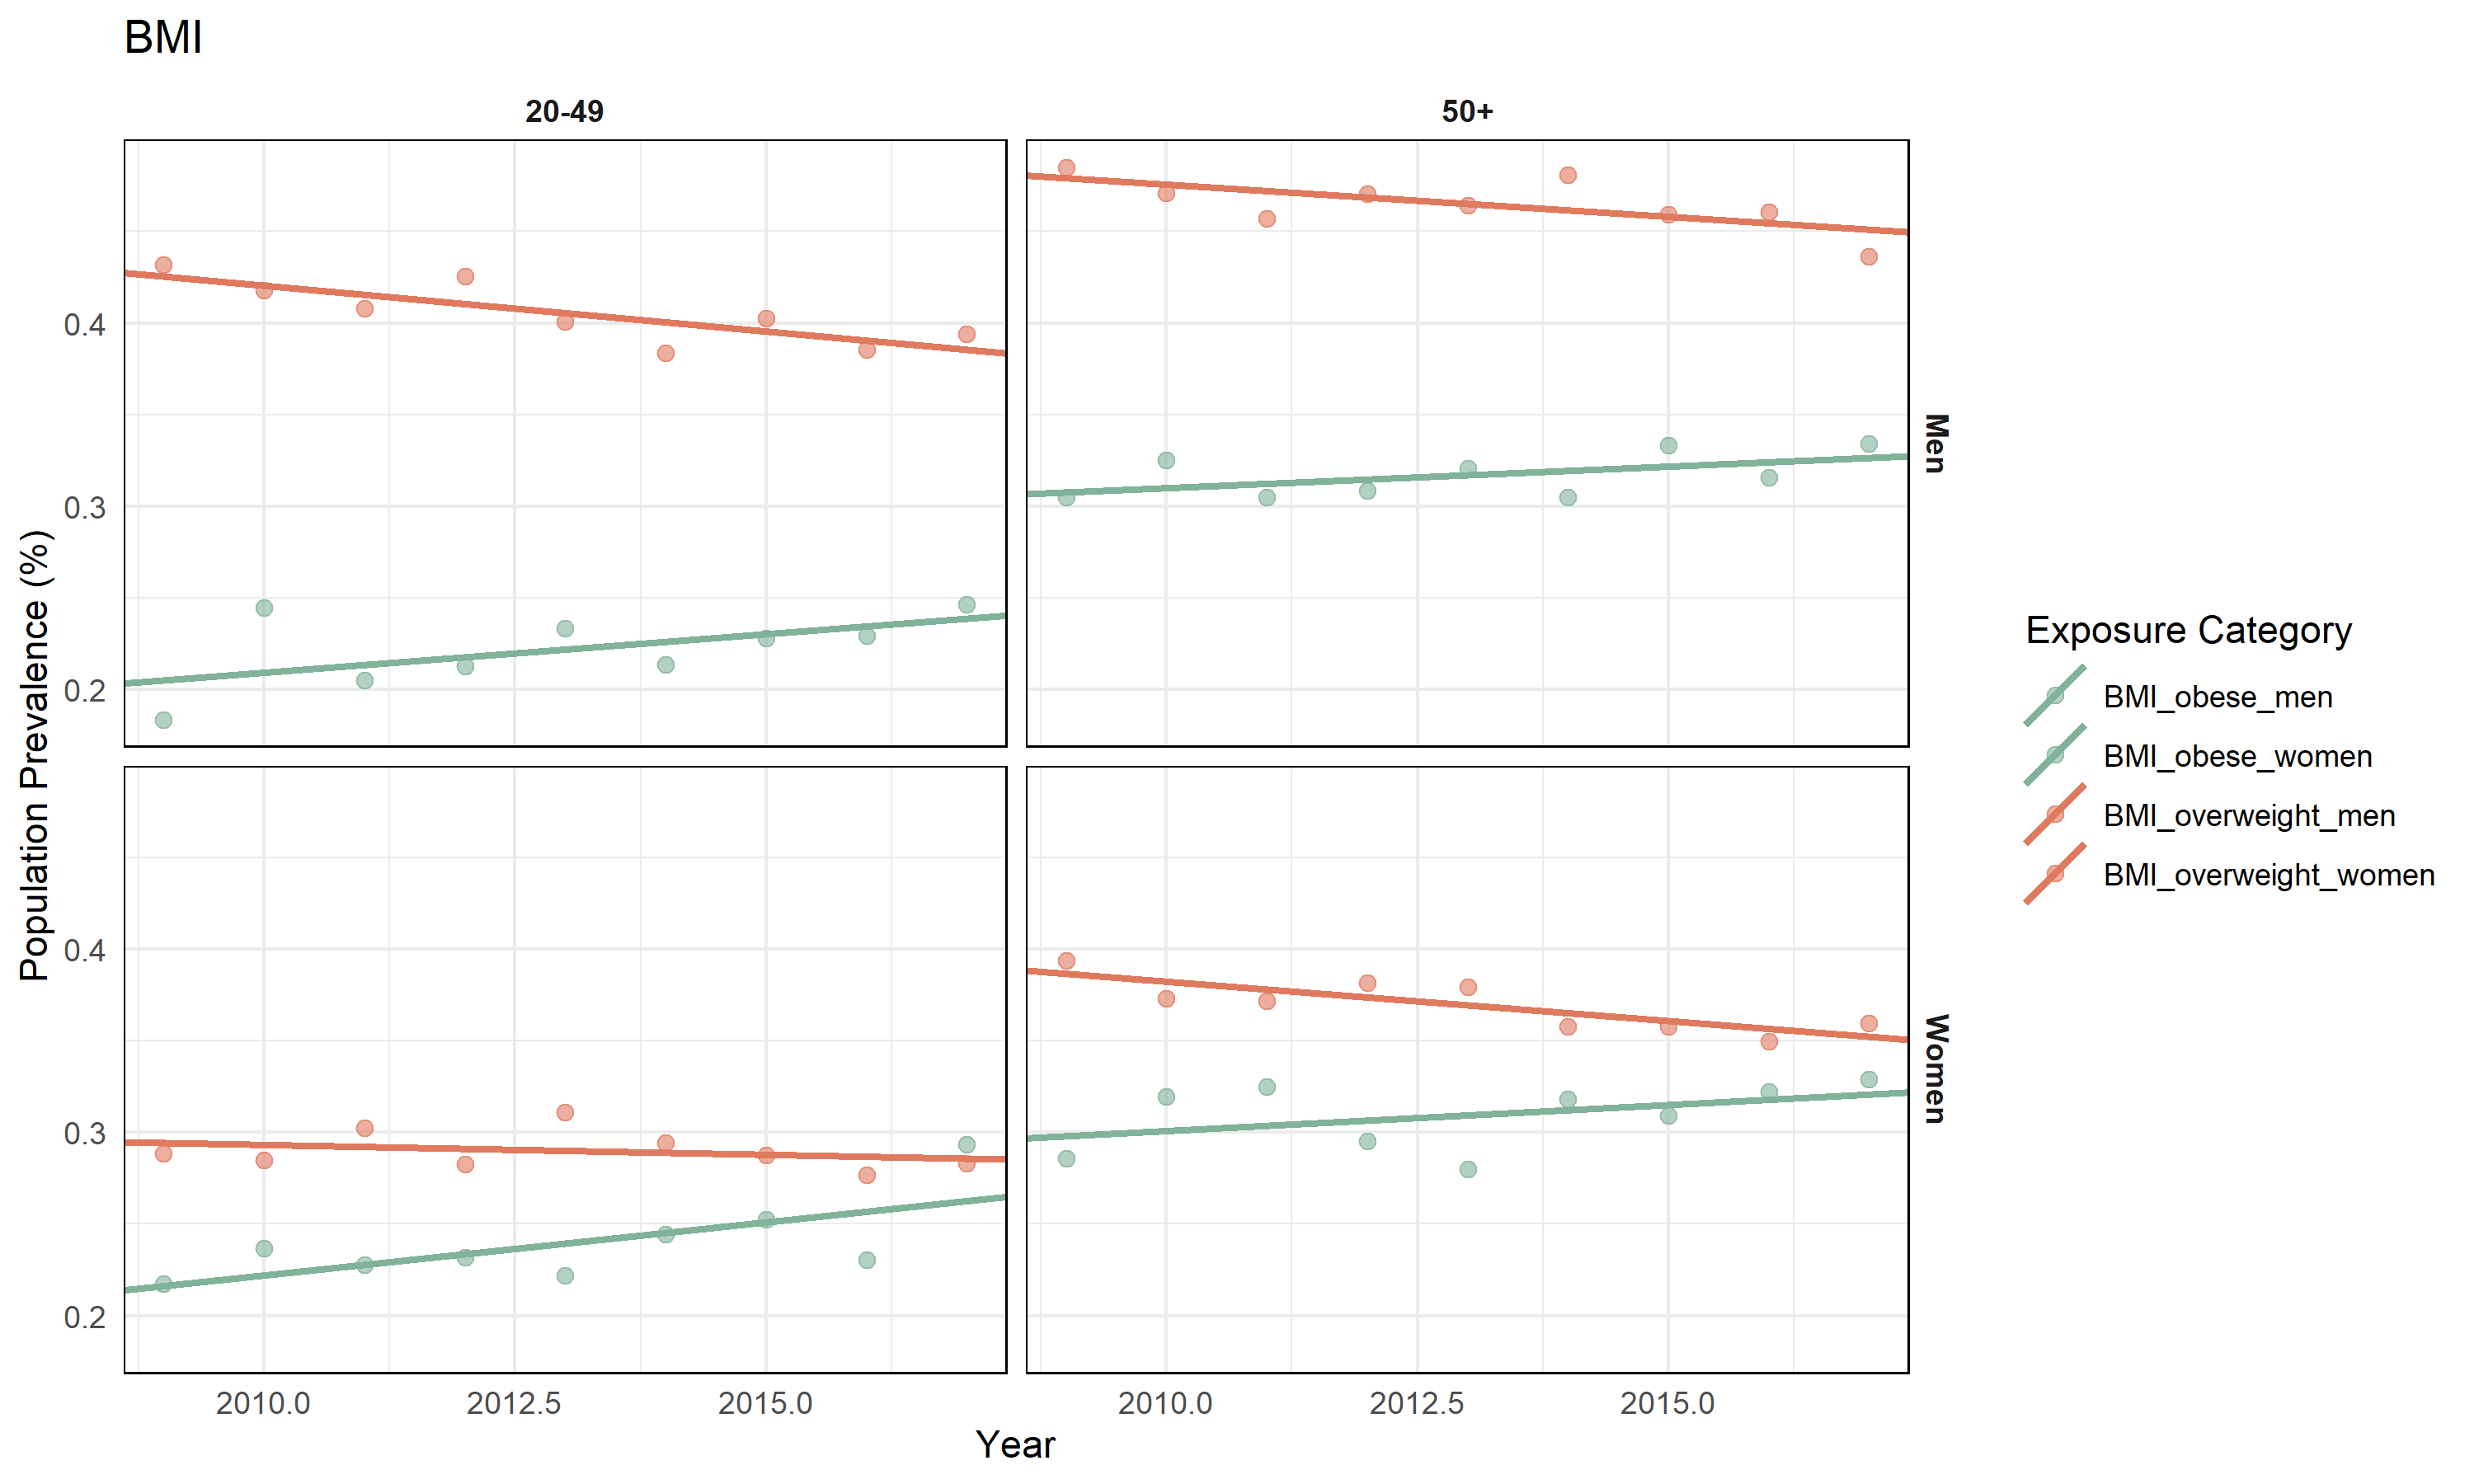 BMI
20-49
50+
0.4
0.3
0.2
Men
0.4
0.3
0.2
Women
2010.0
2012.5
2015.0
2010.0
2012.5
2015.0
Year
Population Prevalence (%)
Exposure Category
BMI_obese_men
BMI_obese_women
BMI_overweight_men
BMI_overweight_women